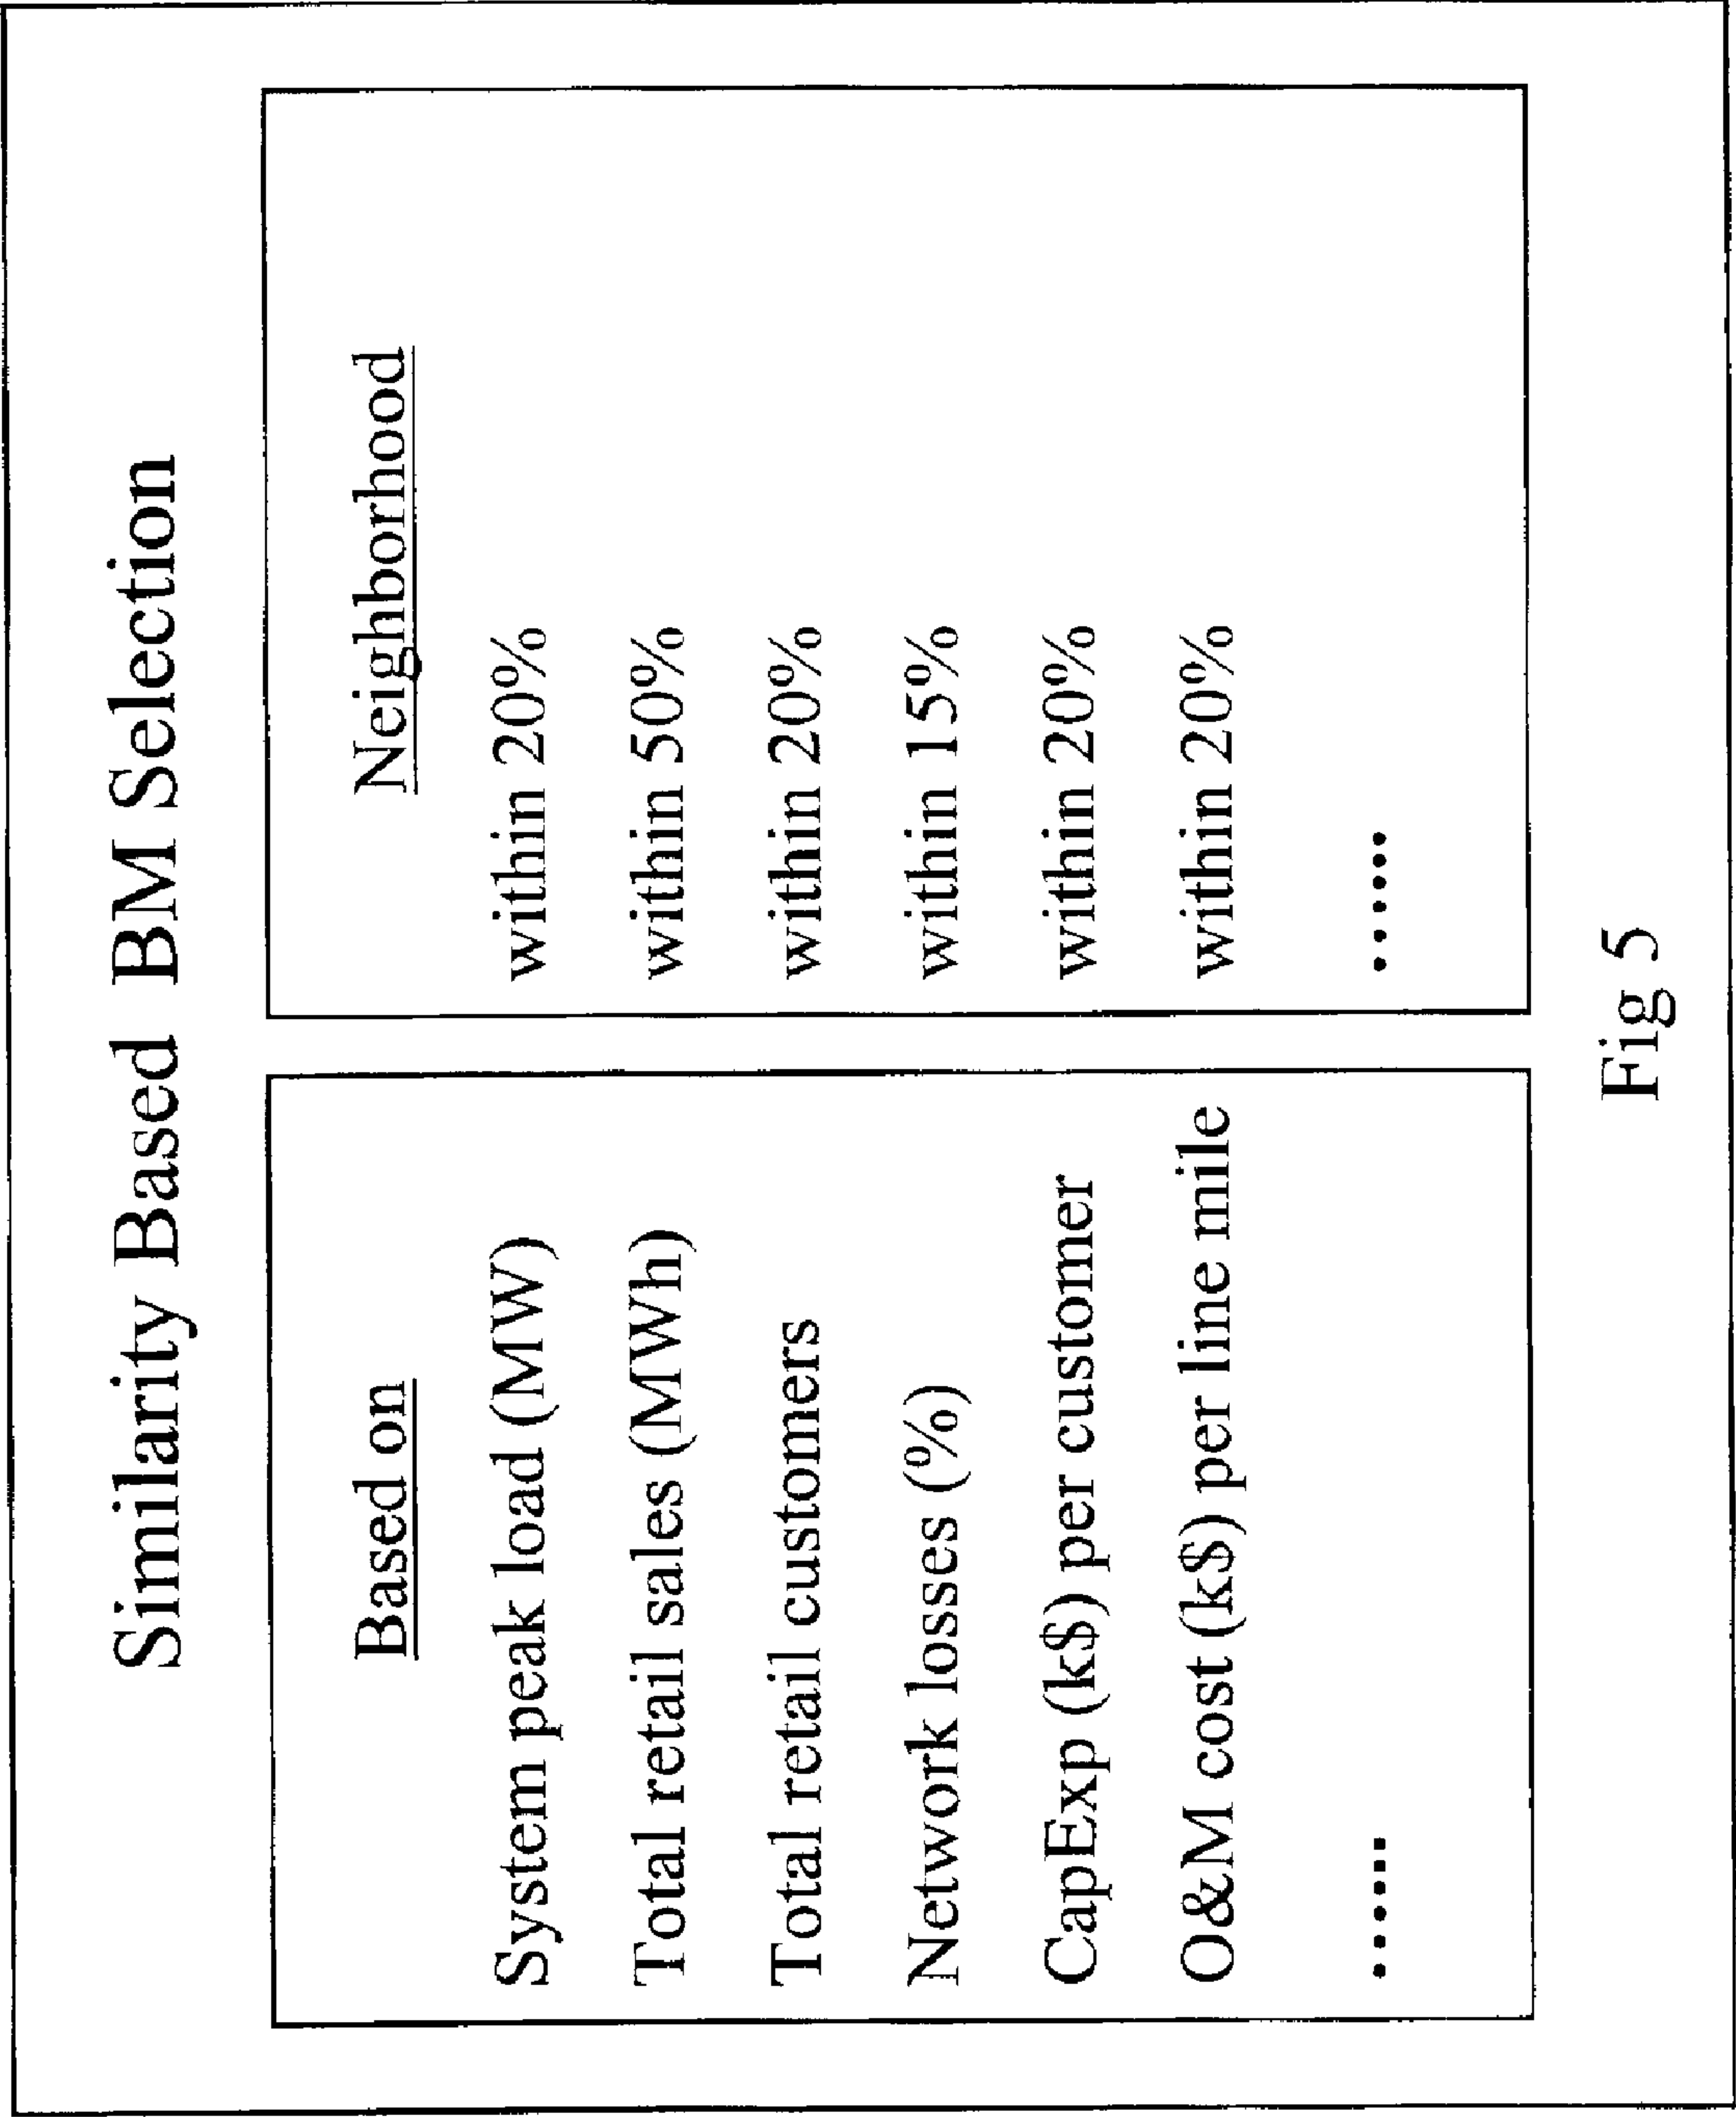 Similarity Based BM Selection
Based on
System peak load (MW)
Total retail sales (MWh)
Total retail customers
Network losses (%)
CapExp (k$) per customer
O&M cost (k$) per line mile
......
Neighborhood
within 20%
within 50%
within 20%
within 15%
within 20%
within 20%
......
Fig 5